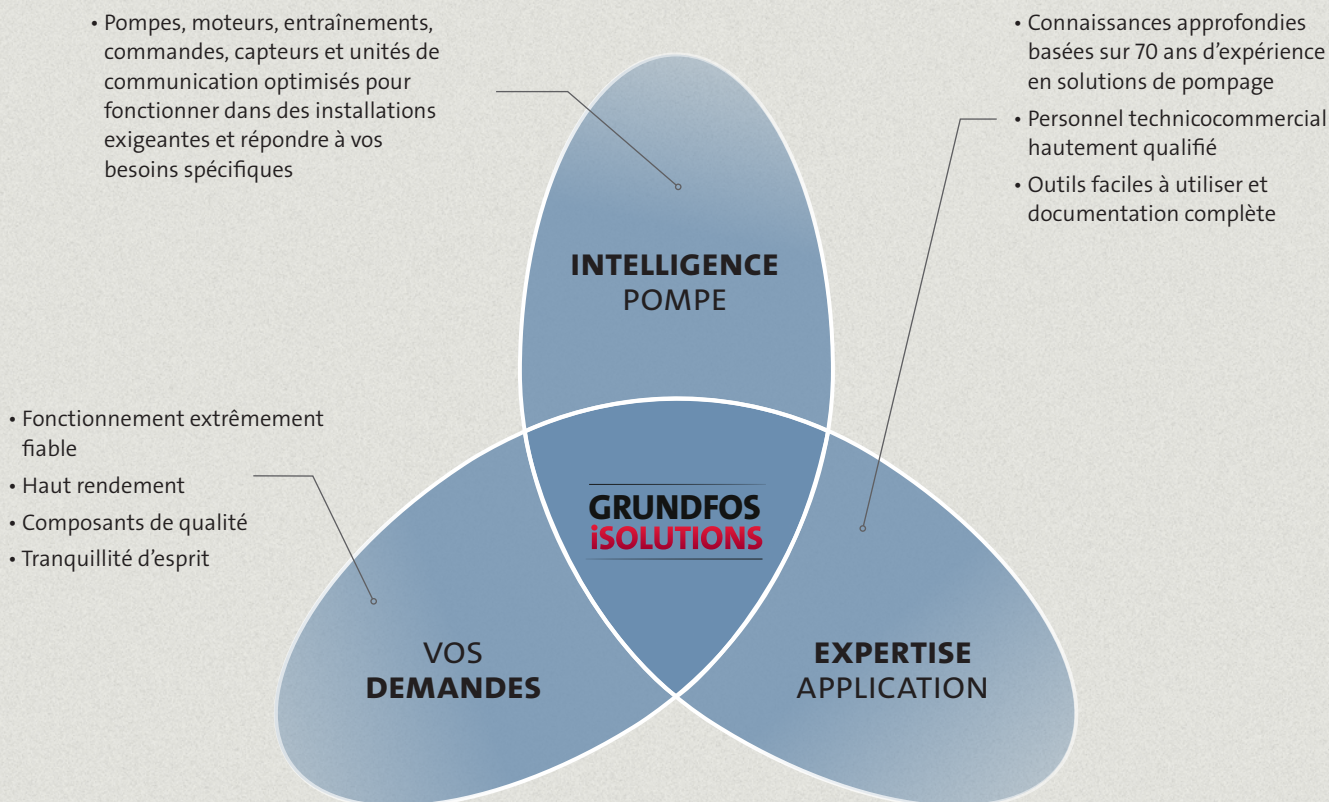 • Pompes, moteurs, entraînements,
commandes, capteurs et unités de
communication optimisés pour
fonctionner dans des installations
exigeantes et répondre à vos
besoins spécifiques
• Connaissances approfondies
basées sur 70 ans d’expérience
en solutions de pompage
• Personnel technicocommercial
hautement qualifié
• Outils faciles à utiliser et
documentation complète
INTELLIGENCE
POMPE
• Fonctionnement extrêmement
fiable
• Haut rendement
• Composants de qualité
• Tranquillité d'esprit
GRUNDFOS
iSOLUTIONS
VOS
DEMANDES
EXPERTISE
APPLICATION